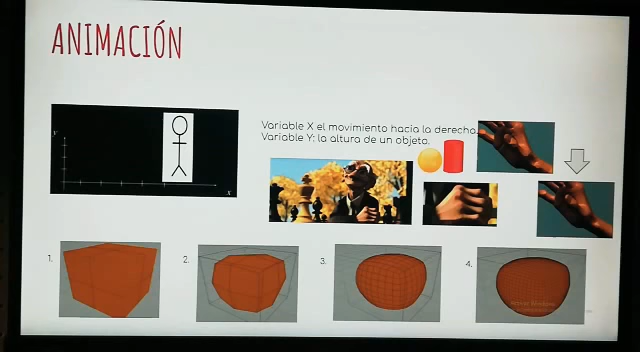 ANIMACIÓN
Variable X el movimiento hacia la derecha.
Variable Y: la altura de un objeto.
y
x
1.
2.
3.
4.